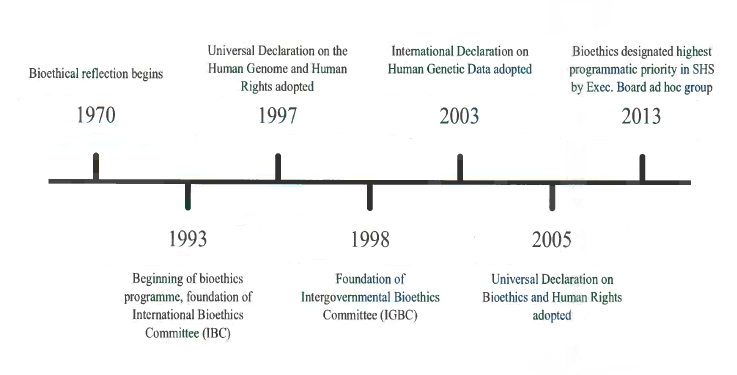 Bioethical reflection begins
1970
Universal Declaration on the
Human Genome and Human
Rights adopted
1997
International Declaration on
Human Genetic Data adopted
2003
Bioethics designated highest
programmatic priority in SHS
by Exec. Board ad hoc group
2013
1993
Beginning of bioethics
programme, foundation of
International Bioethics
Committee (IBC)
1998
Foundation of
Intergovernmental Bioethics
Committee (IGBC)
2005
Universal Declaration on
Bioethics and Human Rights
adopted